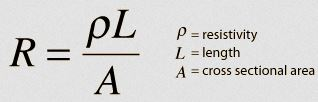 R = ρL / A
ρ = resistivity
L = length
A = cross sectional area